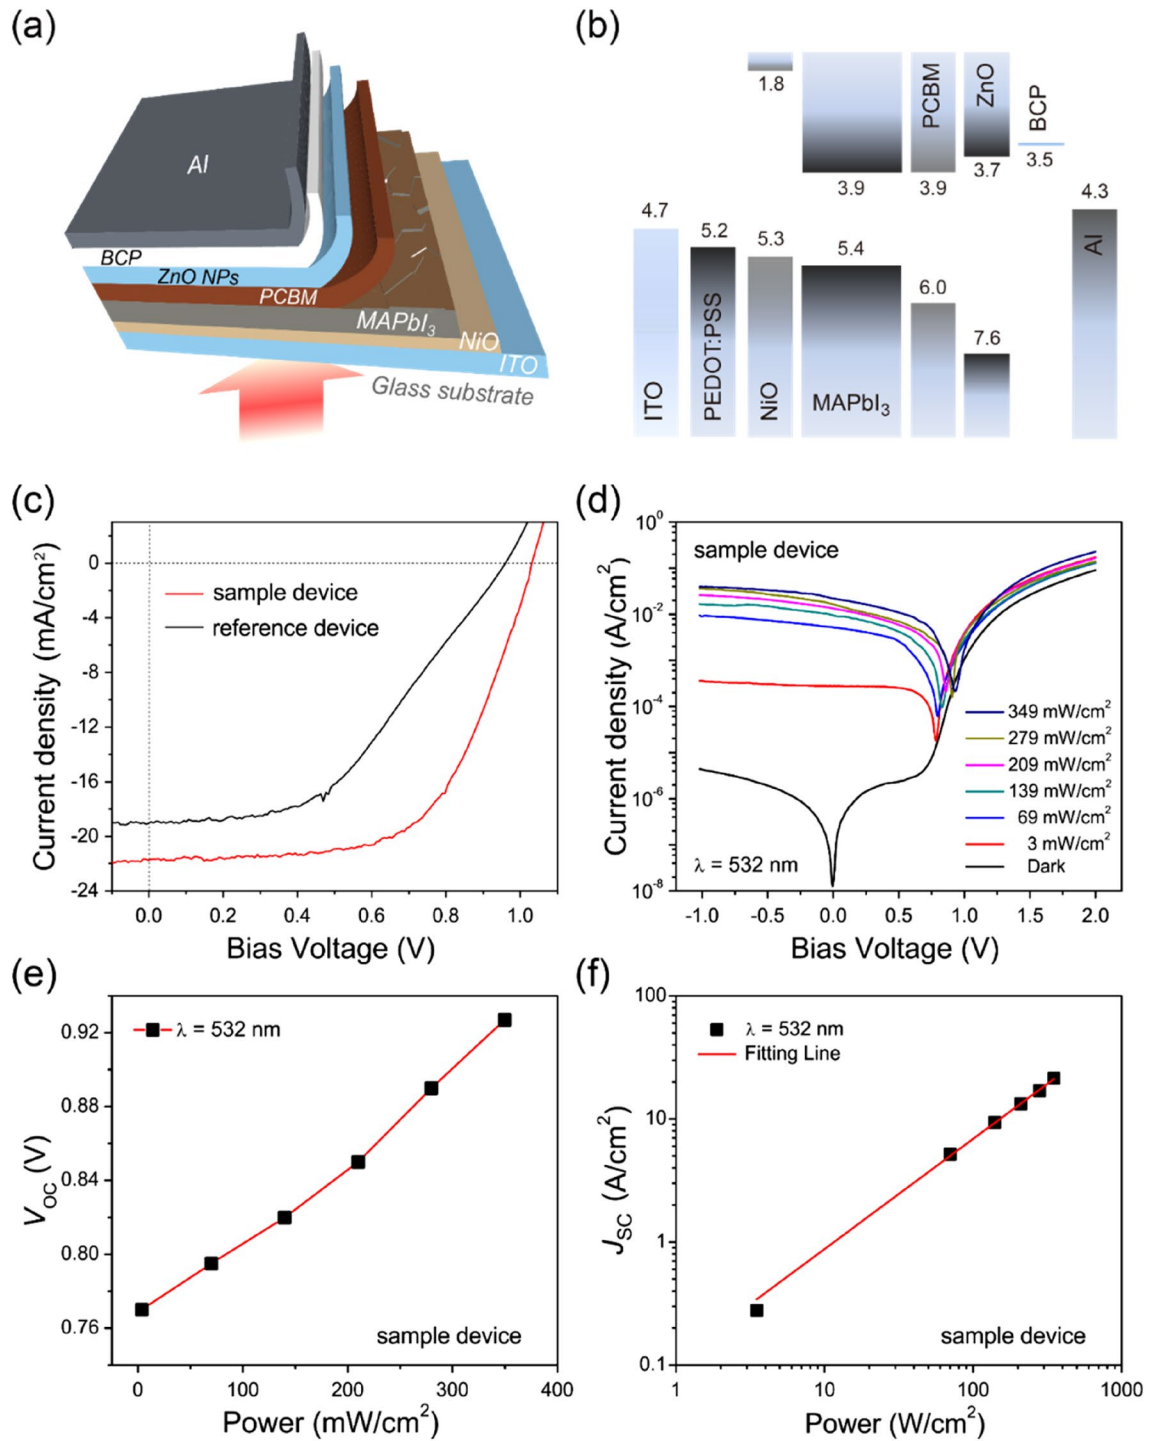 (a)
Al
BCP
ZnO NPs
PCBM
MAPbI3
NiO
ITO
Glass substrate
(b)
1.8
PCBM
ZnO
BCP
3.9
3.9
3.7
3.5
4.7
5.2
5.3
5.4
6.0
7.6
4.3
ITO
PEDOT:PSS
NiO
MAPbI3
Al
(c)
Current density (mA/cm²)
0
-4
-8
-12
-16
-20
-24
sample device
reference device
0.0 0.2 0.4 0.6 0.8 1.0
Bias Voltage (V)
(d)
Current density (A/cm²)
10⁰
10⁻²
10⁻⁴
10⁻⁶
10⁻⁸
sample device
349 mW/cm²
279 mW/cm²
209 mW/cm²
139 mW/cm²
69 mW/cm²
3 mW/cm²
Dark
λ = 532 nm
-1.0 -0.5 0.0 0.5 1.0 1.5 2.0
Bias Voltage (V)
(e)
VOC (V)
0.92
0.88
0.84
0.80
0.76
λ = 532 nm
sample device
0 100 200 300 400
Power (mW/cm²)
(f)
JSC (A/cm²)
100
10
1
0.1
λ = 532 nm
Fitting Line
sample device
1 10 100 1000
Power (W/cm²)